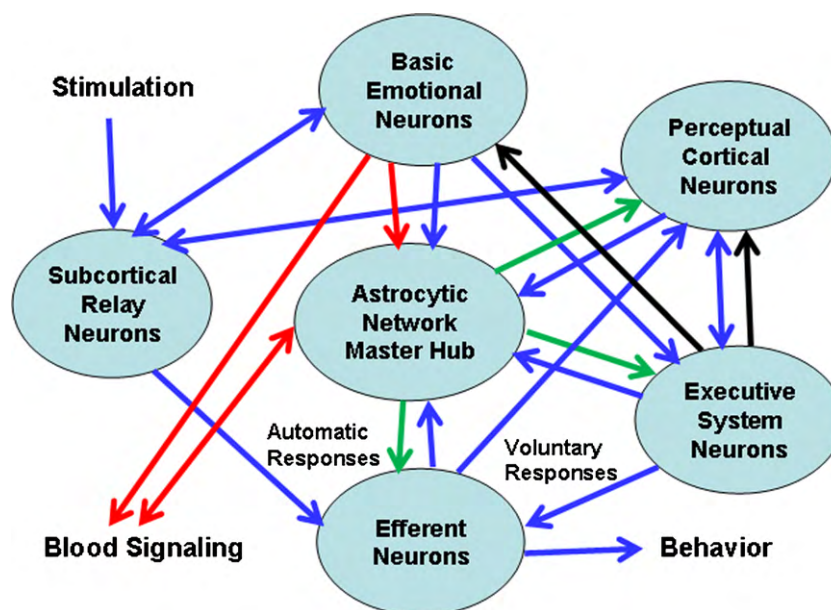 Stimulation
Basic
Emotional
Neurons
Perceptual
Cortical
Neurons
Subcortical
Relay
Neurons
Astrocytic
Network
Master Hub
Executive
System
Neurons
Automatic
Responses
Voluntary
Responses
Blood Signaling
Efferent
Neurons
Behavior